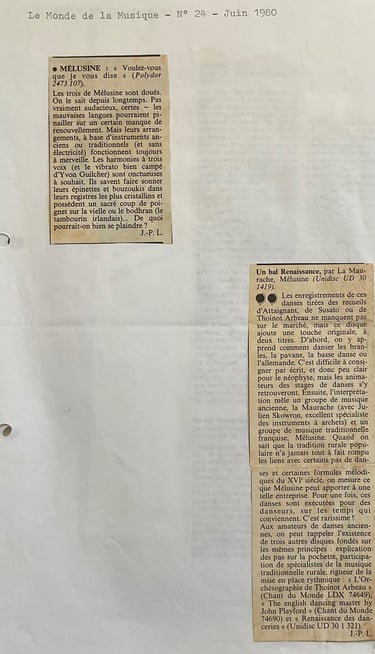 Le Monde de la Musique - N° 24 - Juin 1980
● MÉLUSINE : « Voulez-vous
que je vous dise » (Polydor
2473 107).
Les trois de Mélusine sont doués.
On le sait depuis longtemps. Pas
vraiment audacieux, certes — les
mauvaises langues pourraient pi-
nailler sur un certain manque de
renouvellement. Mais leurs arran-
gements, à base d'instruments an-
ciens ou traditionnels (et sans
électricité) fonctionnent toujours
à merveille. Les harmonies à trois
voix (et le vibrato bien campé
d'Yvon Guilcher) sont onctueuses
à souhait. Ils savent faire sonner
leurs épinettes et bouzoukis dans
leurs registres les plus cristallins et
possèdent un sacré coup de poi-
gnet sur la vielle ou le bodhran (le
tambourin irlandais)... De quoi
pourrait-on bien se plaindre ?
J.-P. L.
Un bal Renaissance, par La Mau-
rache, Mélusine (Unidisc UD 30
1419).
●● Les enregistrements de ces
danses tirées des recueils
d'Attaignant, de Susato ou de
Thoinot Arbeau ne manquent pas
sur le marché, mais ce disque
ajoute une touche originale, à
deux titres. D'abord, on y ap-
prend comment danser les bran-
les, la pavane, la basse danse ou
l'allemande. C'est difficile à consi-
gner par écrit, et donc peu clair
pour le néophyte, mais les anima-
teurs des stages de danses s'y
retrouveront. Ensuite, l'interpréta-
tion mêle un groupe de musique
ancienne, la Maurache (avec Ju-
lien Skowron, excellent spécialiste
des instruments à archets) et un
groupe de musique traditionnelle
française, Mélusine. Quand on
sait que la tradition rurale popu-
laire n'a jamais tout à fait rompu
les liens avec certains pas de dan-
ses et certaines formules mélodi-
ques du XVIe siècle, on mesure ce
que Mélusine peut apporter à une
telle entreprise. Pour une fois, ces
danses sont exécutées pour des
danseurs, sur les tempi qui
conviennent. C'est rarissime !
Aux amateurs de danses ancien-
nes, on peut rappeler l'existence
de trois autres disques fondés sur
les mêmes principes : explication
des pas sur la pochette, participa-
tion de spécialistes de la musique
traditionnelle rurale, rigueur de la
mise en place rythmique : « L'Or-
chésographie de Thoinot Arbeau »
(Chant du Monde LDX 74649),
« The english dancing master by
John Playford » (Chant du Monde
74690) et « Renaissance des dan-
ceries » (Unidisc UD 30 1 321).
J.-P. L.